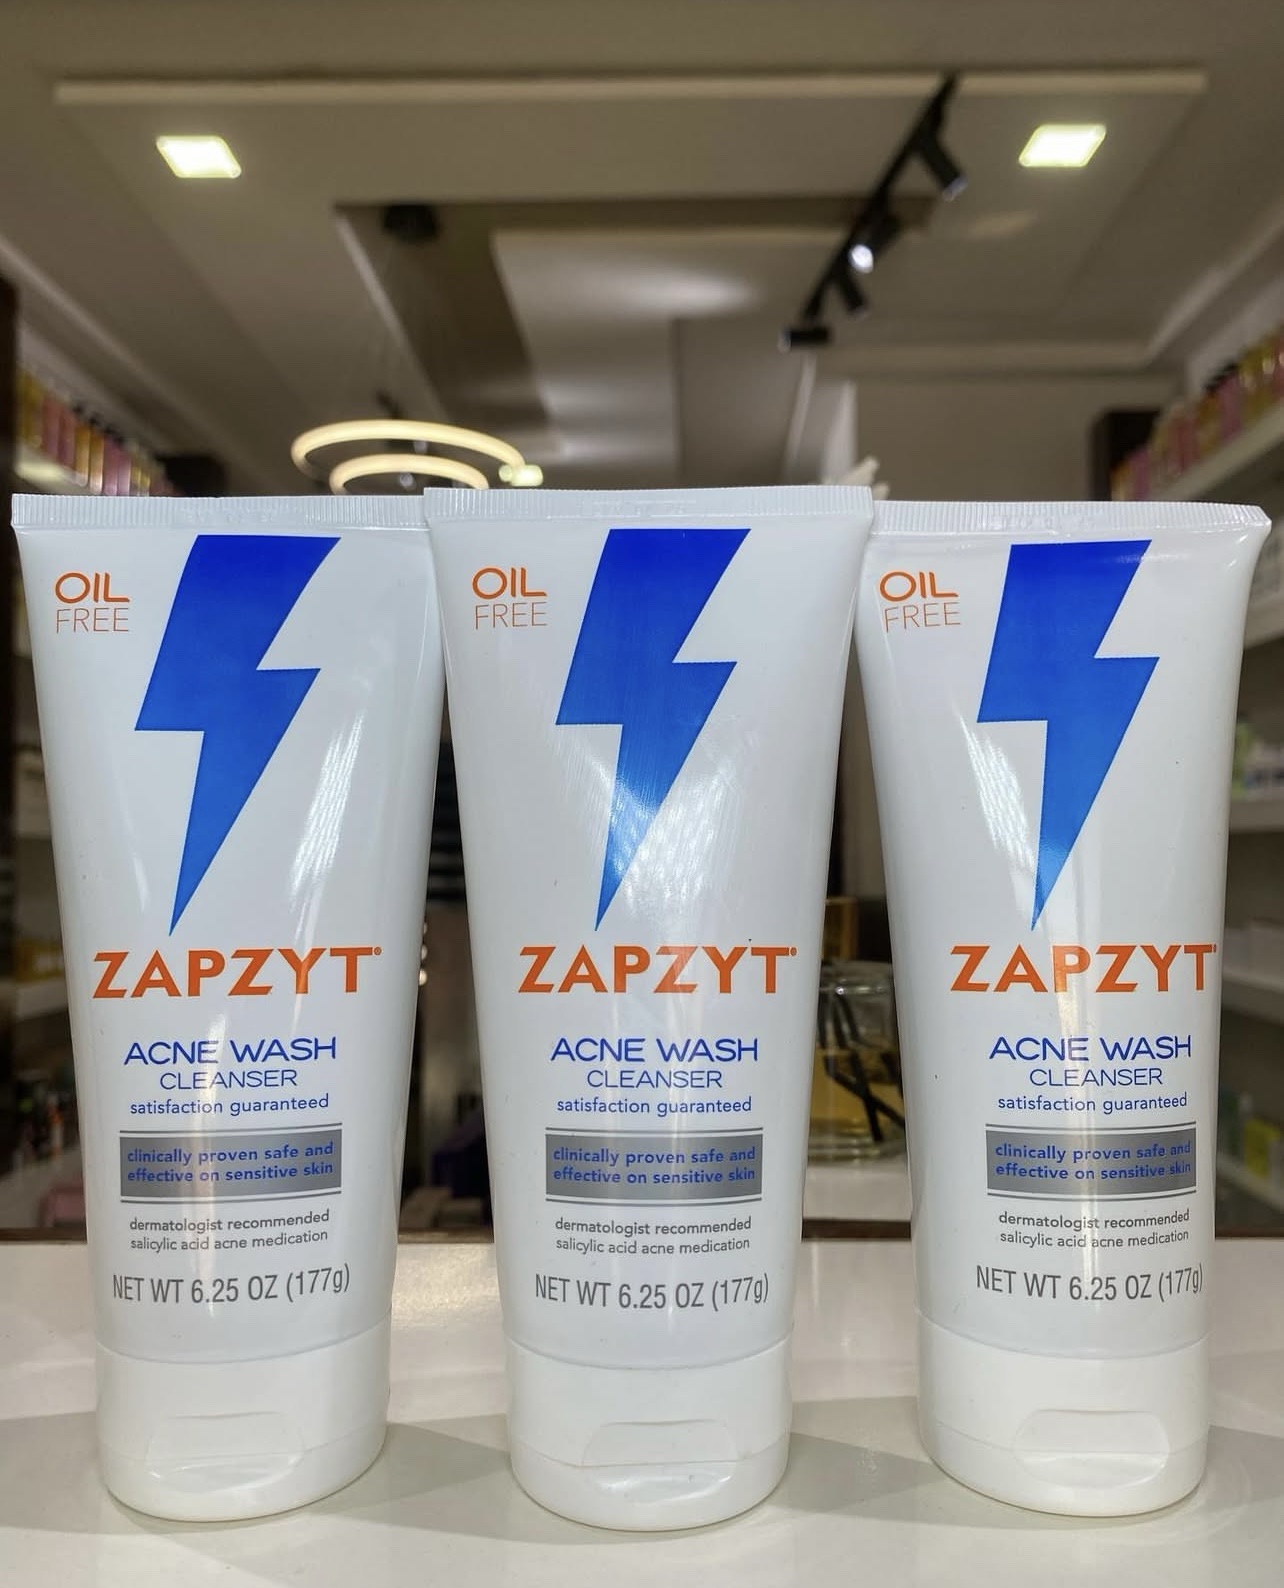 OIL
FREE
ZAPZYT®
ACNE WASH
CLEANSER
satisfaction guaranteed
clinically proven safe and
effective on sensitive skin
dermatologist recommended
salicylic acid acne medication
NET WT 6.25 OZ (177g)
OIL
FREE
ZAPZYT®
ACNE WASH
CLEANSER
satisfaction guaranteed
clinically proven safe and
effective on sensitive skin
dermatologist recommended
salicylic acid acne medication
NET WT 6.25 OZ (177g)
OIL
FREE
ZAPZYT®
ACNE WASH
CLEANSER
satisfaction guaranteed
clinically proven safe and
effective on sensitive skin
dermatologist recommended
salicylic acid acne medication
NET WT 6.25 OZ (177g)